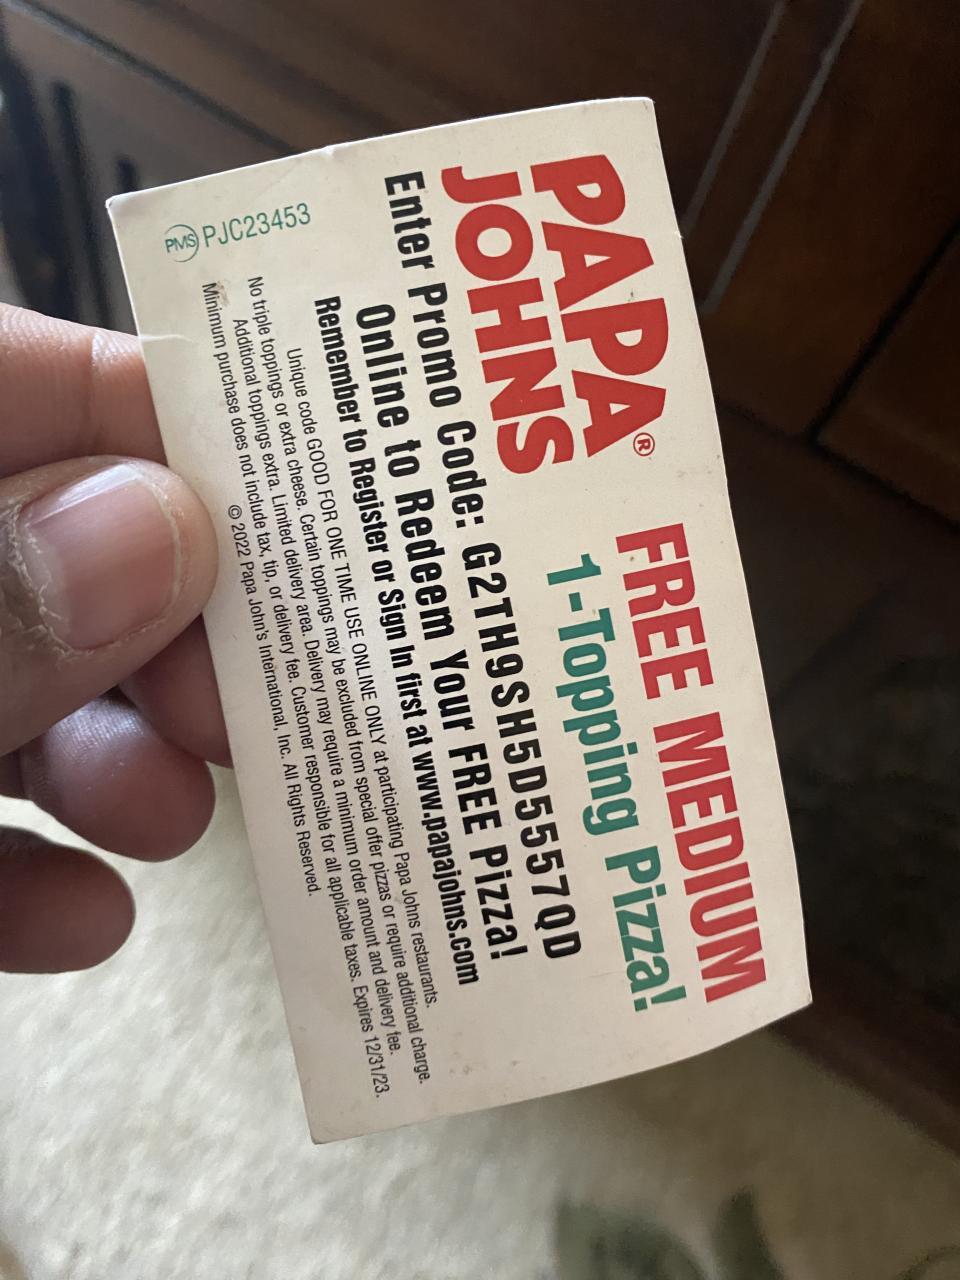 PAPA
JOHNS®
FREE MEDIUM
1-Topping Pizza!
Enter Promo Code: G2TH9SH5D5557QD
Online to Redeem Your FREE Pizza!
Remember to Register or Sign In first at www.papajohns.com
Unique code GOOD FOR ONE TIME USE ONLINE ONLY at participating Papa Johns restaurants.
No triple toppings or extra cheese. Certain toppings may be excluded from special offer pizzas or require additional charge.
Additional toppings extra. Limited delivery area. Delivery may require a minimum order amount and delivery fee.
Minimum purchase does not include tax, tip, or delivery fee. Customer responsible for all applicable taxes. Expires 12/31/23.
© 2022 Papa John's International, Inc. All Rights Reserved.
PMS PJC23453